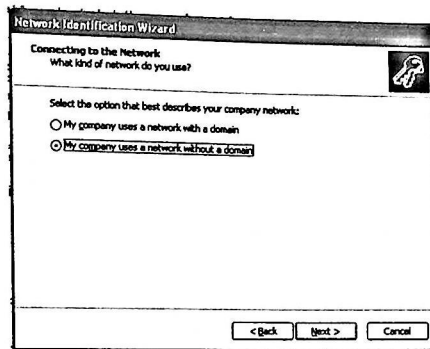 Network Identification Wizard
Connecting to the Network
What kind of network do you use?
Select the option that best describes your company network:
My company uses a network with a domain
My company uses a network without a domain
< Back
Next >
Cancel